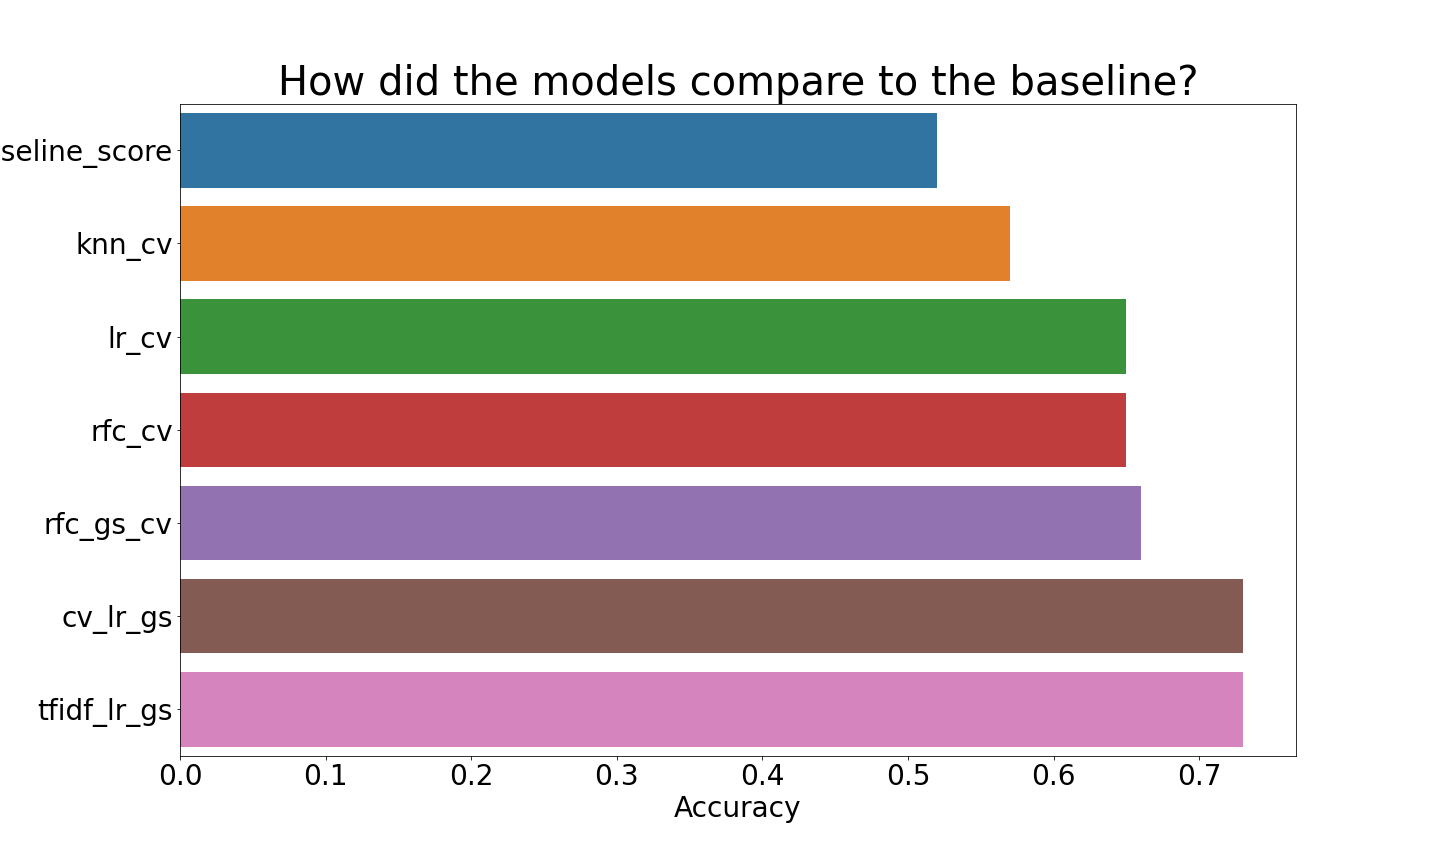 How did the models compare to the baseline?
seline_score
knn_cv
lr_cv
rfc_cv
rfc_gs_cv
cv_lr_gs
tfidf_lr_gs
0.0 0.1 0.2 0.3 0.4 0.5 0.6 0.7
Accuracy